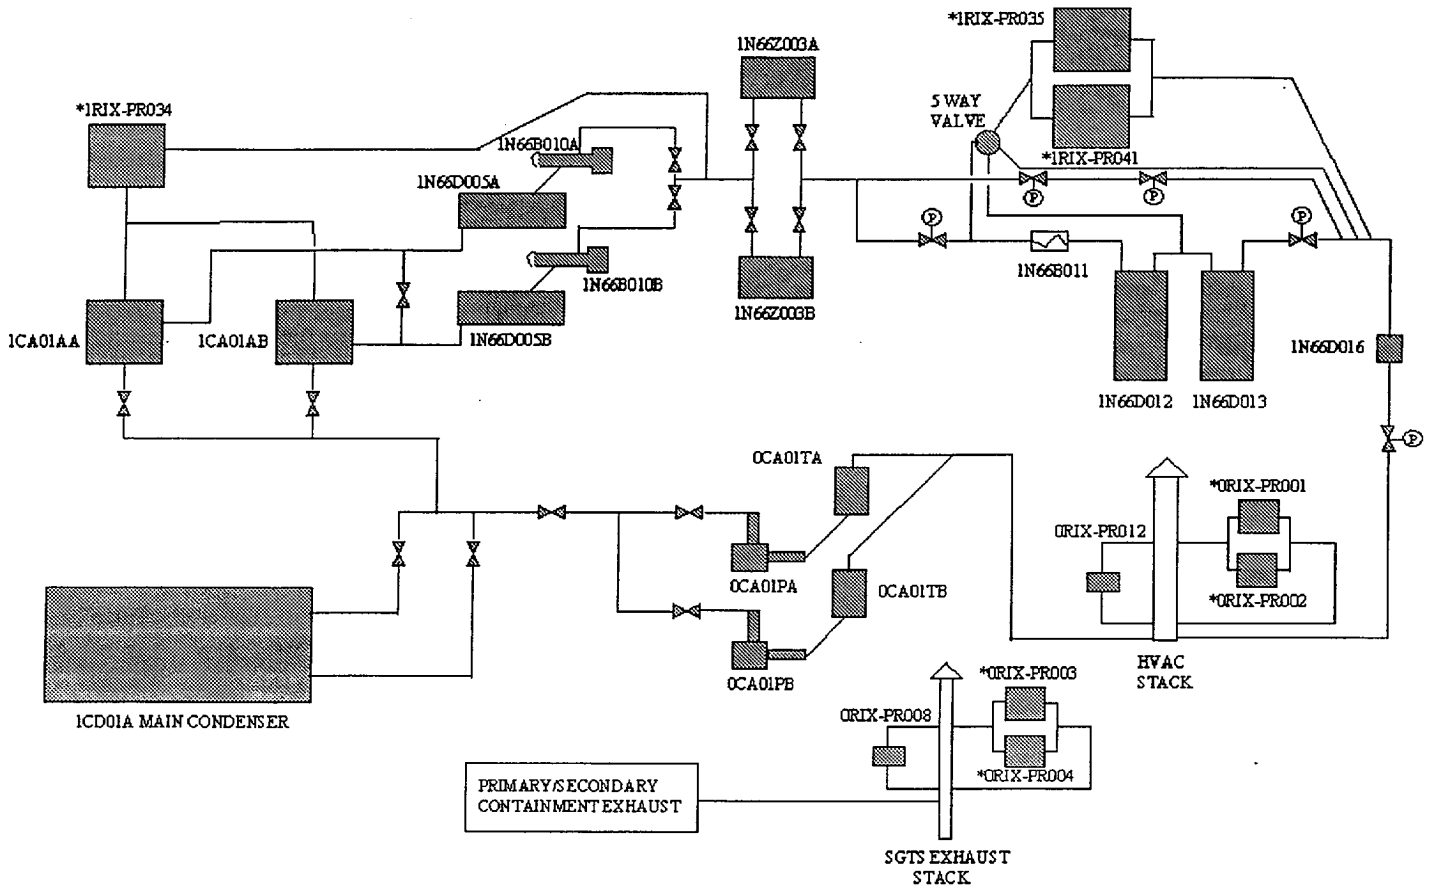 *1RIX-PR035
1N66Z003A
*1RIX-PR034
5 WAY
VALVE
1N66B010A
*1RIX-PR041
1N66D005A
P
P
P
P
1N66B011
1N66B010B
1N66Z003B
1CA01AA
1CA01AB
1N66D005B
1N66D016
1N66D012
1N66D013
P
0CA01TA
*0RIX-PR001
0RIX-PR012
0CA01PA
0CA01TB
*0RIX-PR002
HVAC
STACK
0CA01PB
*0RIX-PR003
1CD01A MAIN CONDENSER
0RIX-PR008
*0RIX-PR004
PRIMARY/SECONDARY
CONTAINMENT EXHAUST
SGTS EXHAUST
STACK